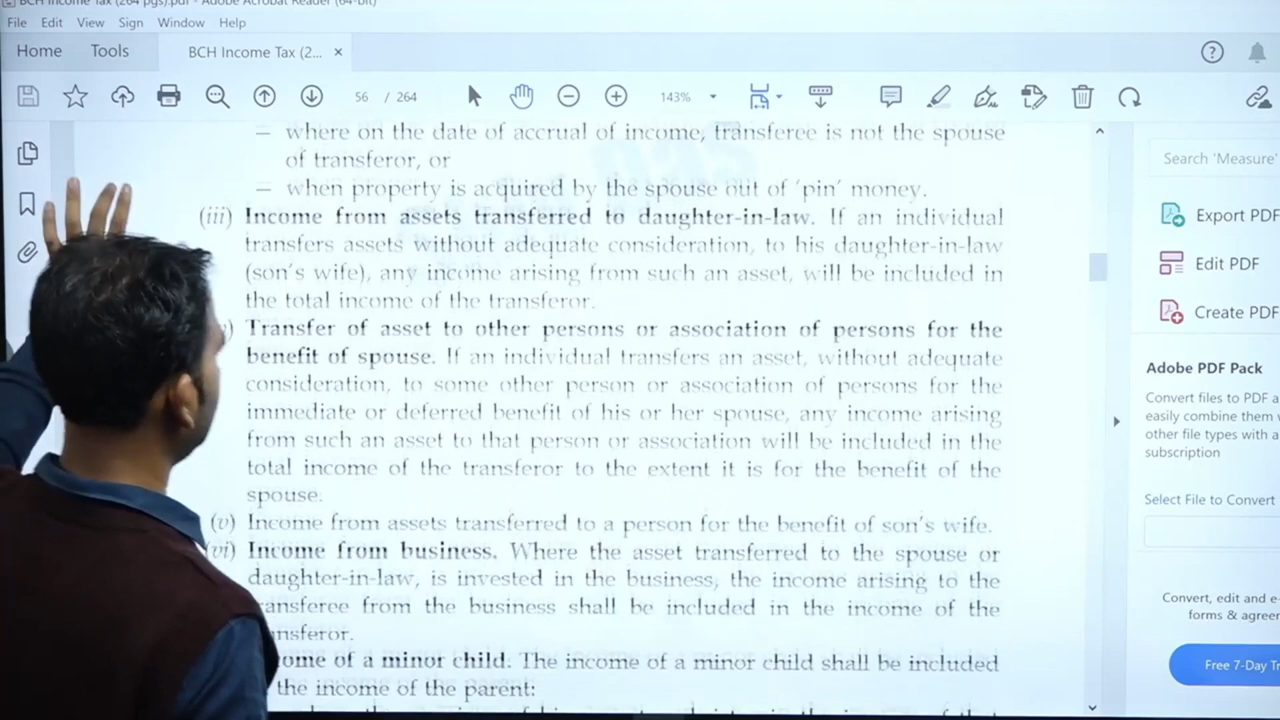 BCH Income Tax (264 pgs).pdf - Adobe Acrobat Reader (64-bit)
File Edit View Sign Window Help
Home Tools BCH Income Tax (2... ×
56 / 264 143%
– where on the date of accrual of income, transferee is not the spouse
of transferor, or
– when property is acquired by the spouse out of 'pin' money.
(iii) Income from assets transferred to daughter-in-law. If an individual
transfers assets without adequate consideration, to his daughter-in-law
(son's wife), any income arising from such an asset, will be included in
the total income of the transferor.
) Transfer of asset to other persons or association of persons for the
benefit of spouse. If an individual transfers an asset, without adequate
consideration, to some other person or association of persons for the
immediate or deferred benefit of his or her spouse, any income arising
from such an asset to that person or association will be included in the
total income of the transferor to the extent it is for the benefit of the
spouse.
(v) Income from assets transferred to a person for the benefit of son's wife.
(vi) Income from business. Where the asset transferred to the spouse or
daughter-in-law, is invested in the business, the income arising to the
ransferee from the business shall be included in the income of the
nsferor.
ome of a minor child. The income of a minor child shall be included
the income of the parent:
Search 'Measure'
Export PDF
Edit PDF
Create PDF
Adobe PDF Pack
Convert files to PDF a
easily combine them
other file types with a
subscription
Select File to Convert
Convert, edit and e-
forms & agreer
Free 7-Day Tr